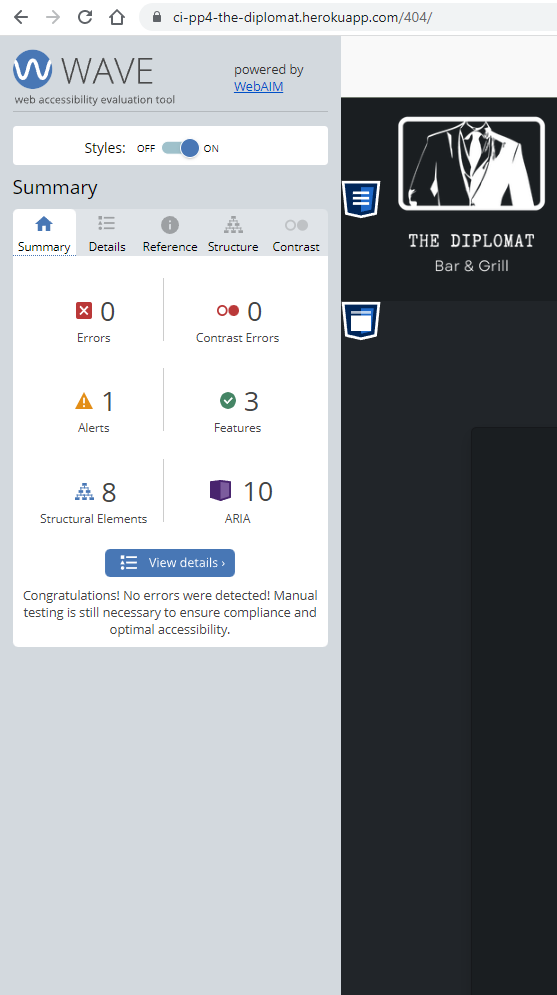 ci-pp4-the-diplomat.herokuapp.com/404/
WAVE
web accessibility evaluation tool
powered by
WebAIM
Styles: OFF ON
Summary
Summary Details Reference Structure Contrast
0
Errors
0
Contrast Errors
1
Alerts
3
Features
8
Structural Elements
10
ARIA
View details ›
Congratulations! No errors were detected! Manual
testing is still necessary to ensure compliance and
optimal accessibility.
THE DIPLOMAT
Bar & Grill